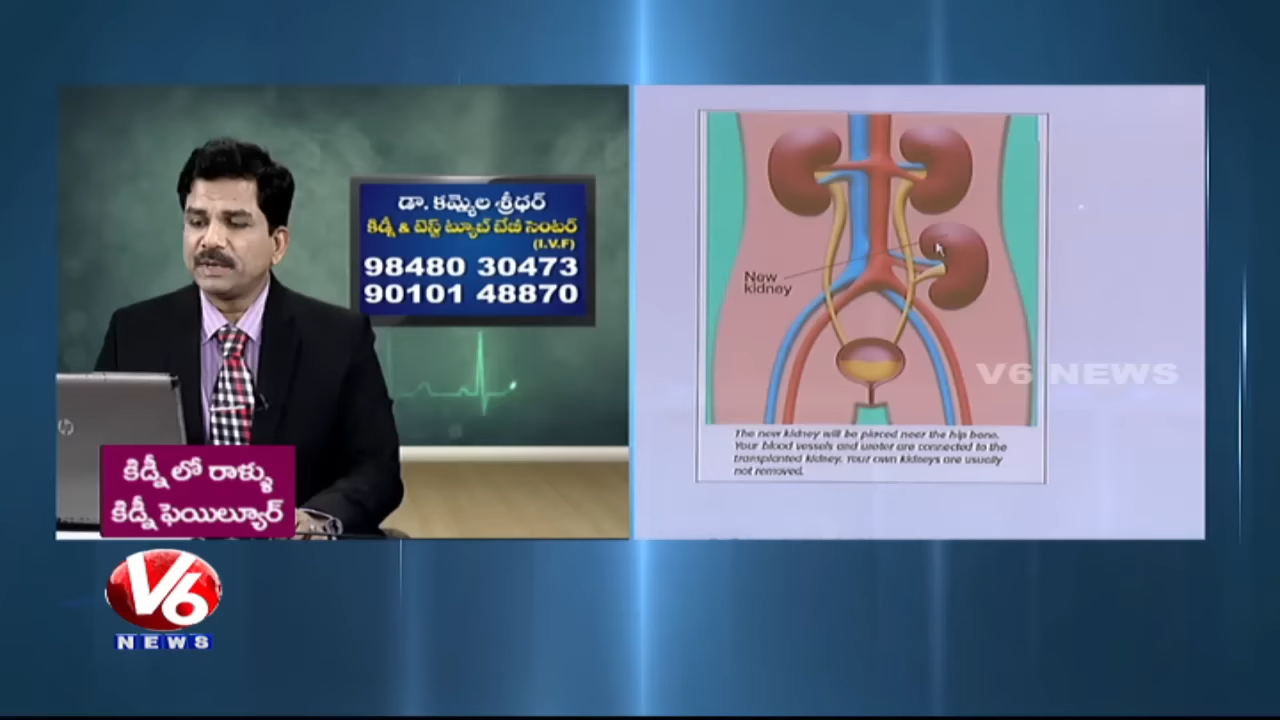 డా. కమ్మెల శ్రీధర్
కిడ్నీ & టెస్ట్ ట్యూబ్ బేబీ సెంటర్
(I.V.F)
98480 30473
90101 48870
hp
కిడ్నీ లో రాళ్ళు
కిడ్నీ ఫెయిల్యూర్
V6
NEWS
New
kidney
V6 NEWS
The new kidney will be placed near the hip bone.
Your blood vessels and ureter are connected to the
transplanted kidney. Your own kidneys are usually
not removed.